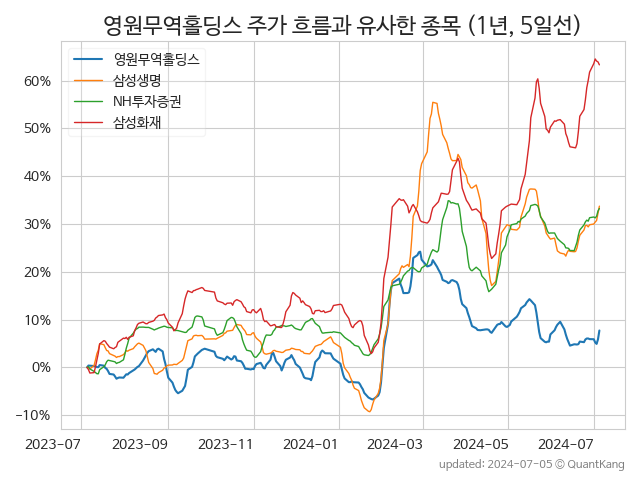 영원무역홀딩스 주가 흐름과 유사한 종목 (1년, 5일선)
영원무역홀딩스
삼성생명
NH투자증권
삼성화재
60%
50%
40%
30%
20%
10%
0%
−10%
2023-07 2023-09 2023-11 2024-01 2024-03 2024-05 2024-07
updated: 2024-07-05 © QuantKang